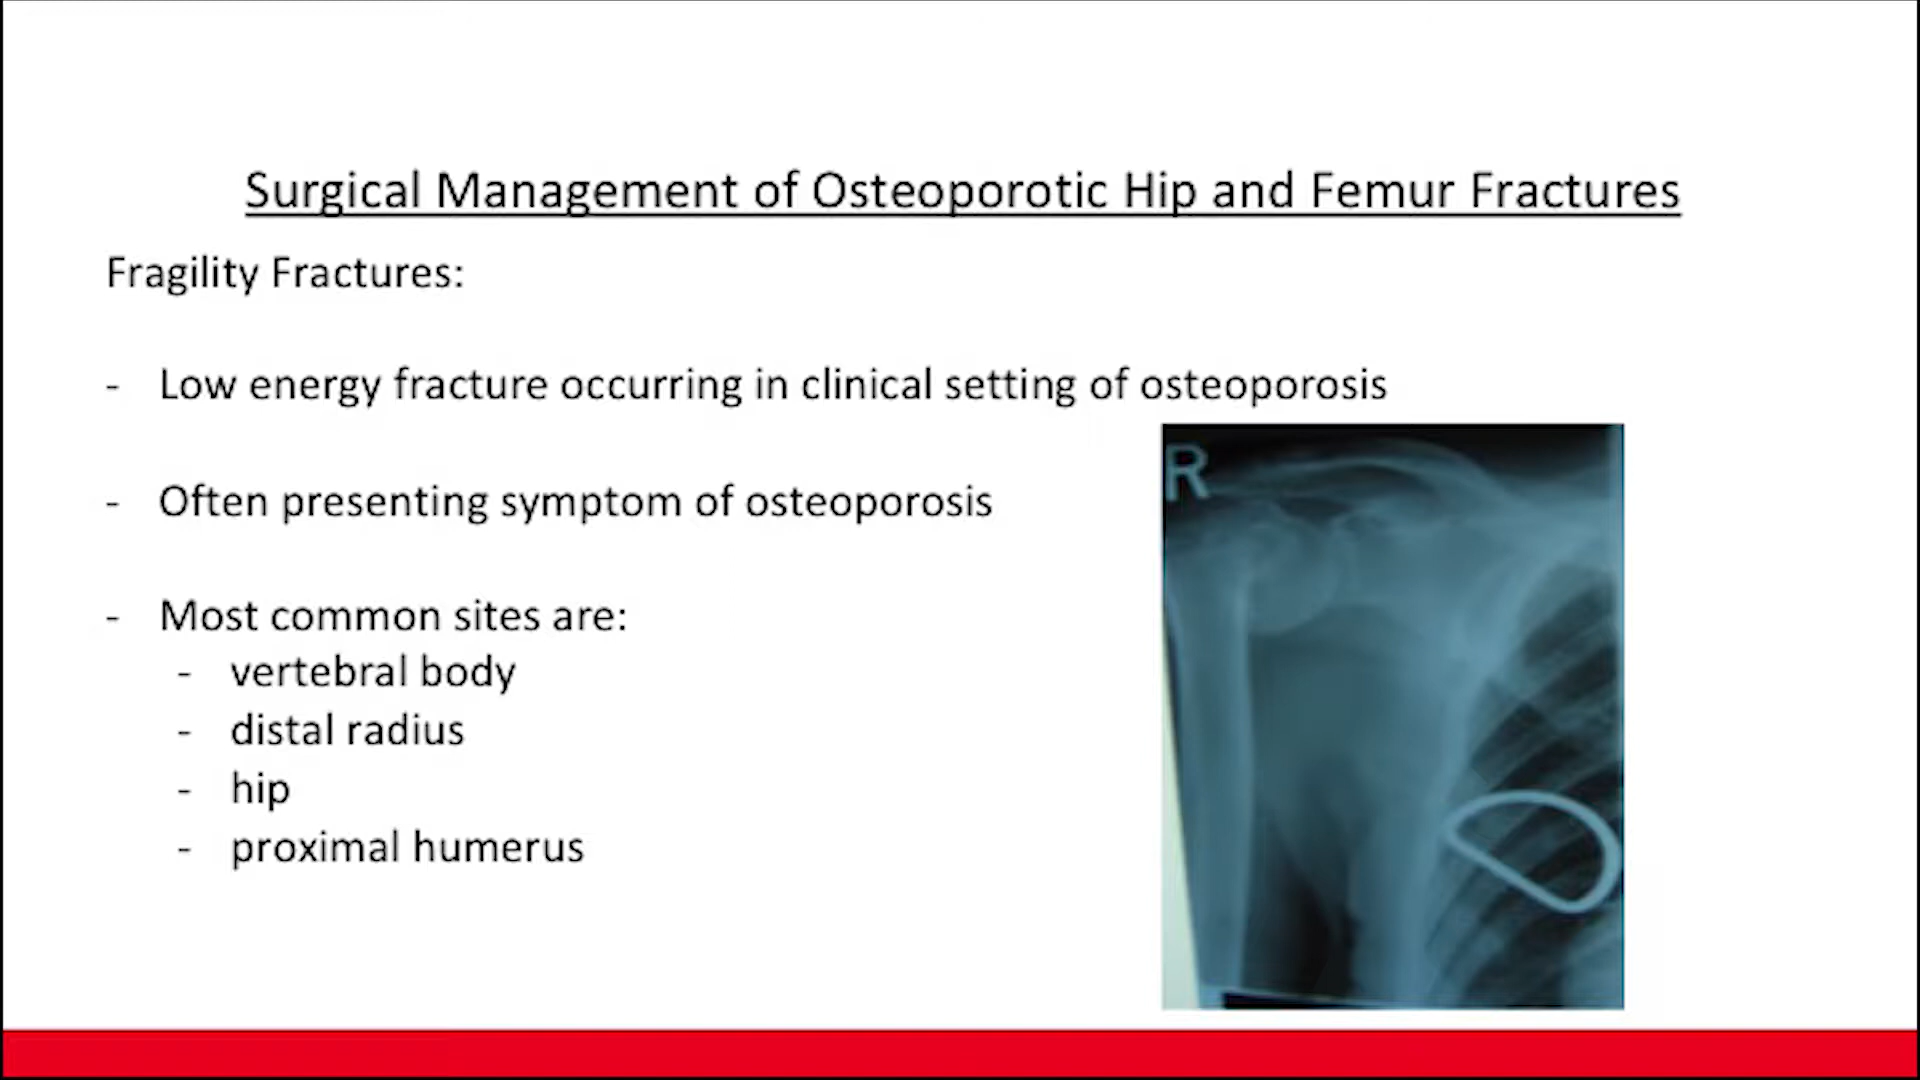 Surgical Management of Osteoporotic Hip and Femur Fractures
Fragility Fractures:
- Low energy fracture occurring in clinical setting of osteoporosis
R
- Often presenting symptom of osteoporosis
- Most common sites are:
- vertebral body
- distal radius
- hip
- proximal humerus